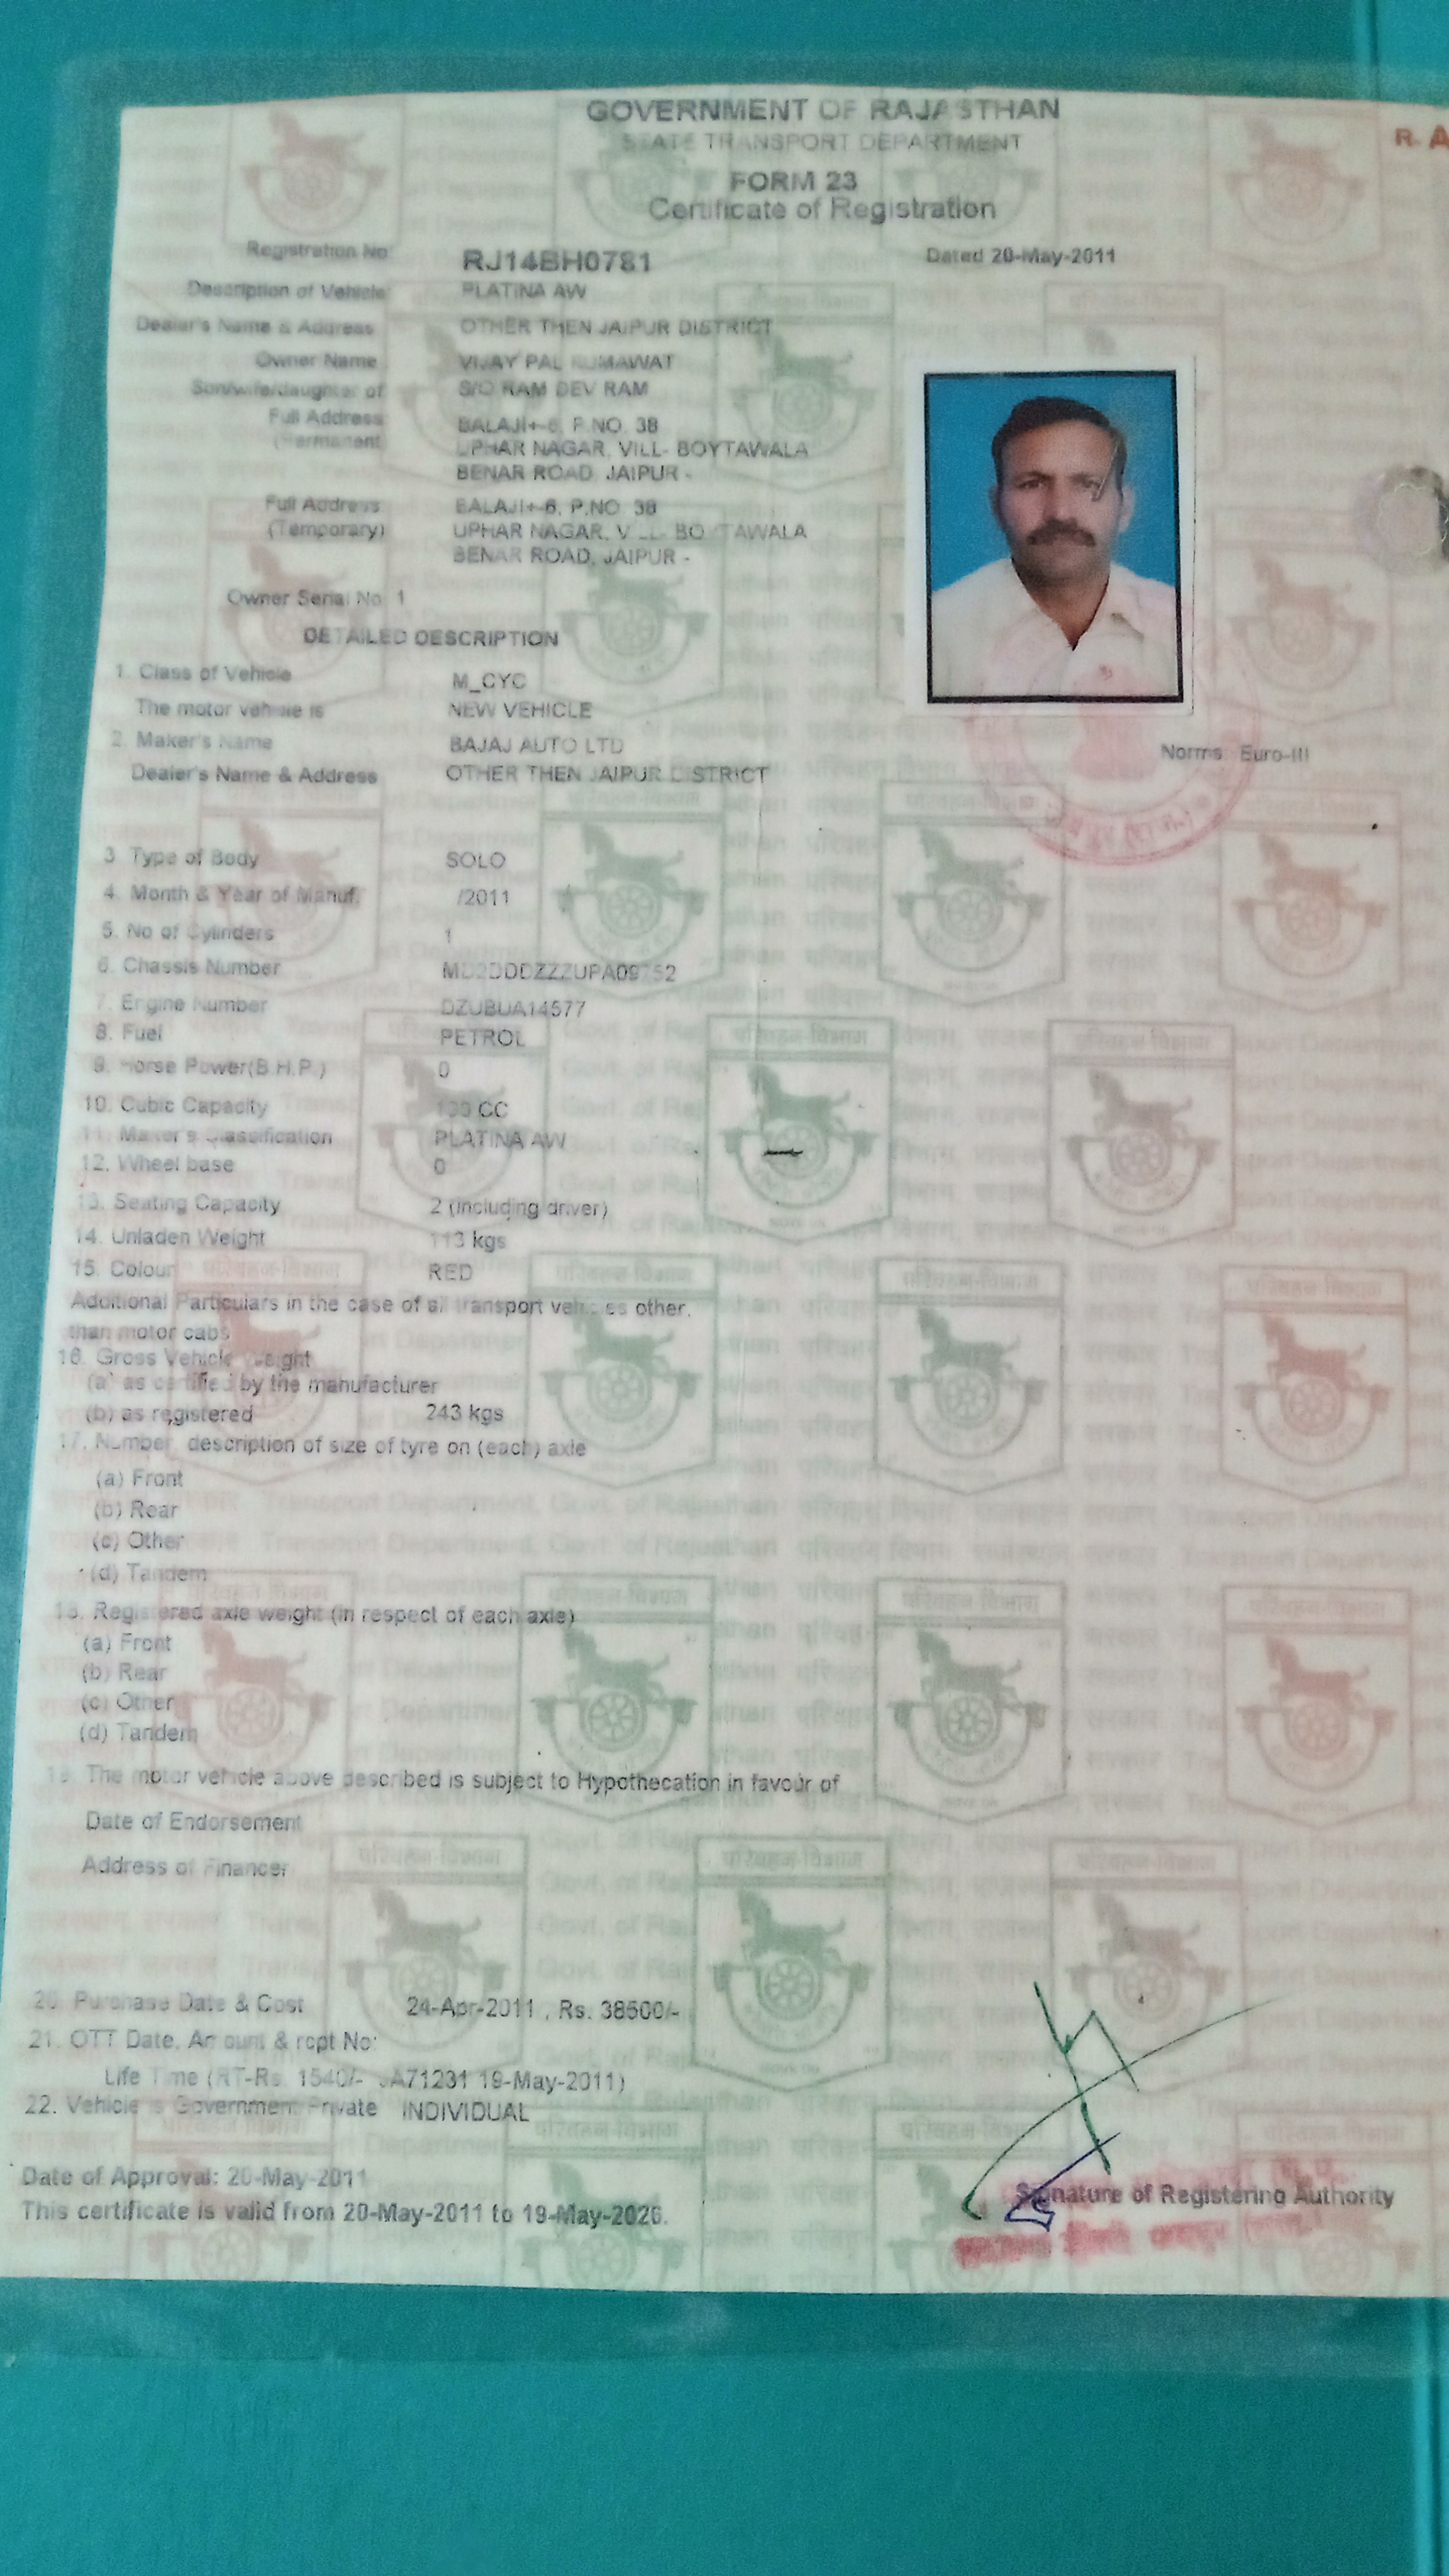 GOVERNMENT OF RAJASTHAN
R. A
STATE TRANSPORT DEPARTMENT
FORM 23
Certificate of Registration
Registration No RJ14BH0781 Dated 20-May-2011
Description of Vehicle: PLATINA AW
Dealer's Name & Address OTHER THEN JAIPUR DISTRICT
Owner Name VIJAY PAL KUMAWAT
Son/wife/daughter of S/O RAM DEV RAM
Full Address BALAJI+-6, P.NO. 38
(Permanent UPHAR NAGAR, VILL- BOYTAWALA
BENAR ROAD, JAIPUR -
Full Address BALAJI+-6, P.NO. 38
(Temporary) UPHAR NAGAR, VILL- BOYTAWALA
BENAR ROAD, JAIPUR -
Owner Serial No 1
DETAILED DESCRIPTION
1. Class of Vehicle M_CYC
The motor vehicle is NEW VEHICLE
2. Maker's Name BAJAJ AUTO LTD Norms Euro-III
Dealer's Name & Address OTHER THEN JAIPUR DISTRICT
3. Type of Body SOLO
4. Month & Year of Manuf. /2011
5. No of Cylinders 1
6. Chassis Number
7. Engine Number DZUBUA14577
8. Fuel PETROL
9. Horse Power(B.H.P.) 0
10. Cubic Capacity CC
11. Maker's Classification PLATINA AW
12. Wheel base 0
13. Seating Capacity 2 (including driver)
14. Unladen Weight 113 kgs
15. Colour RED
Additional Particulars in the case of all transport vehicles other.
than motor cabs
16. Gross Vehicle Weight
(a) as certified by the manufacturer
(b) as registered 243 kgs
17. Number, description of size of tyre on (each) axle
(a) Front
(b) Rear
(c) Other
(d) Tandem
18. Registered axle weight (in respect of each axle)
(a) Front
(b) Rear
(c) Other
(d) Tandem
19. The motor vehicle above described is subject to Hypothecation in favour of
Date of Endorsement
Address of Financer
20. Purchase Date & Cost 24-Apr-2011 , Rs. 38500/-
21. OTT Date, Amount & rcpt No:
Life Time (RT-Rs. 1540/- JA71231 19-May-2011)
22. Vehicle is Government Private INDIVIDUAL
Date of Approval: 20-May-2011
This certificate is valid from 20-May-2011 to 19-May-2026.
Signature of Registering Authority